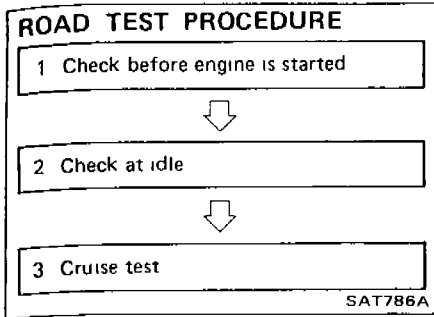 ROAD TEST PROCEDURE
1 Check before engine is started
2 Check at idle
3 Cruise test
SAT786A